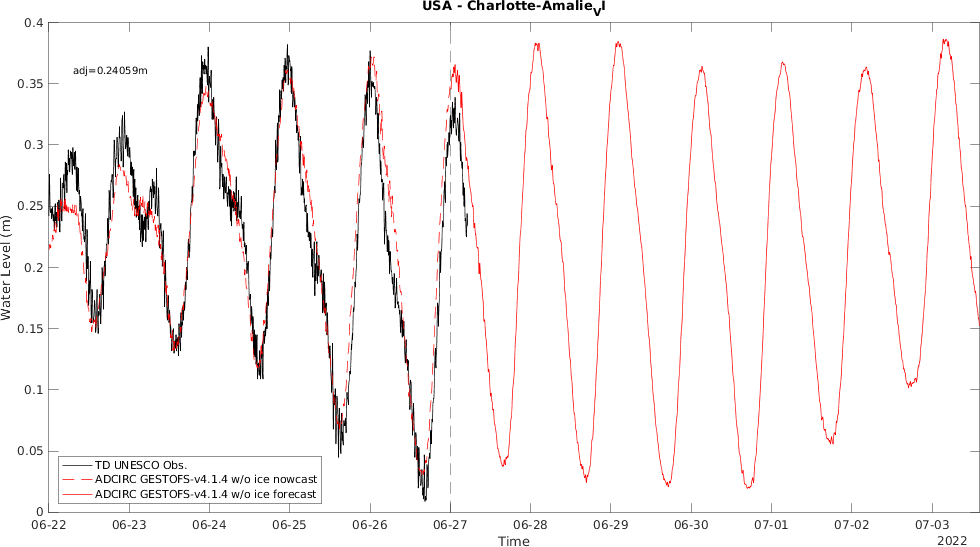 USA - Charlotte-Amalie_VI
0.4
adj=0.24059m
0.35
0.3
0.25
0.2
0.15
0.1
0.05
0
Water Level (m)
TD UNESCO Obs.
ADCIRC GESTOFS-v4.1.4 w/o ice nowcast
ADCIRC GESTOFS-v4.1.4 w/o ice forecast
06-22 06-23 06-24 06-25 06-26 06-27 06-28 06-29 06-30 07-01 07-02 07-03
Time
2022